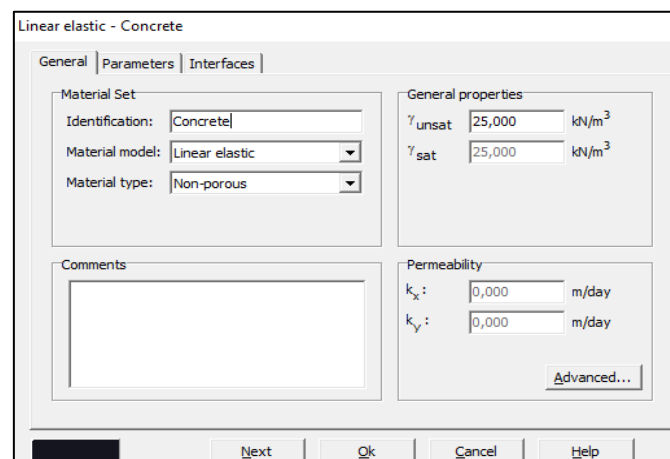 Linear elastic - Concrete
General Parameters Interfaces
Material Set
Identification: Concrete
Material model: Linear elastic
Material type: Non-porous
General properties
γunsat 25,000 kN/m³
γsat 25,000 kN/m³
Comments
Permeability
kx: 0,000 m/day
ky: 0,000 m/day
Advanced...
Next Ok Cancel Help